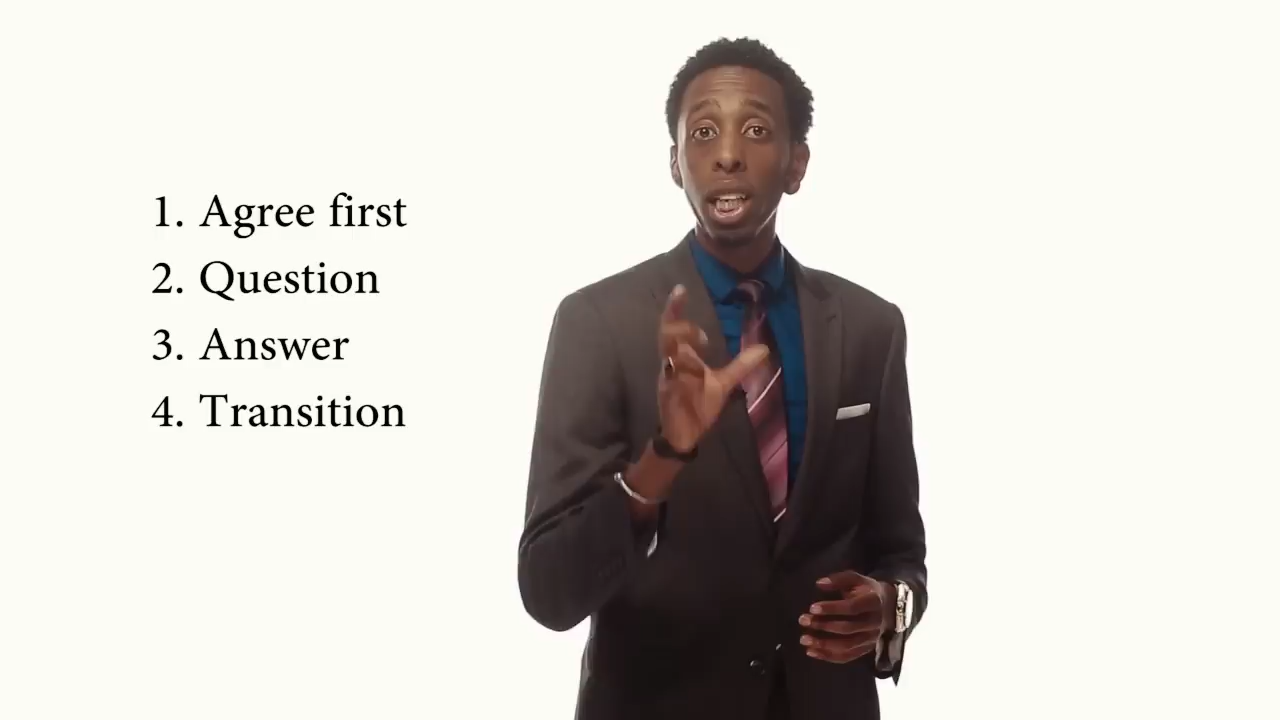 1. Agree first
2. Question
3. Answer
4. Transition